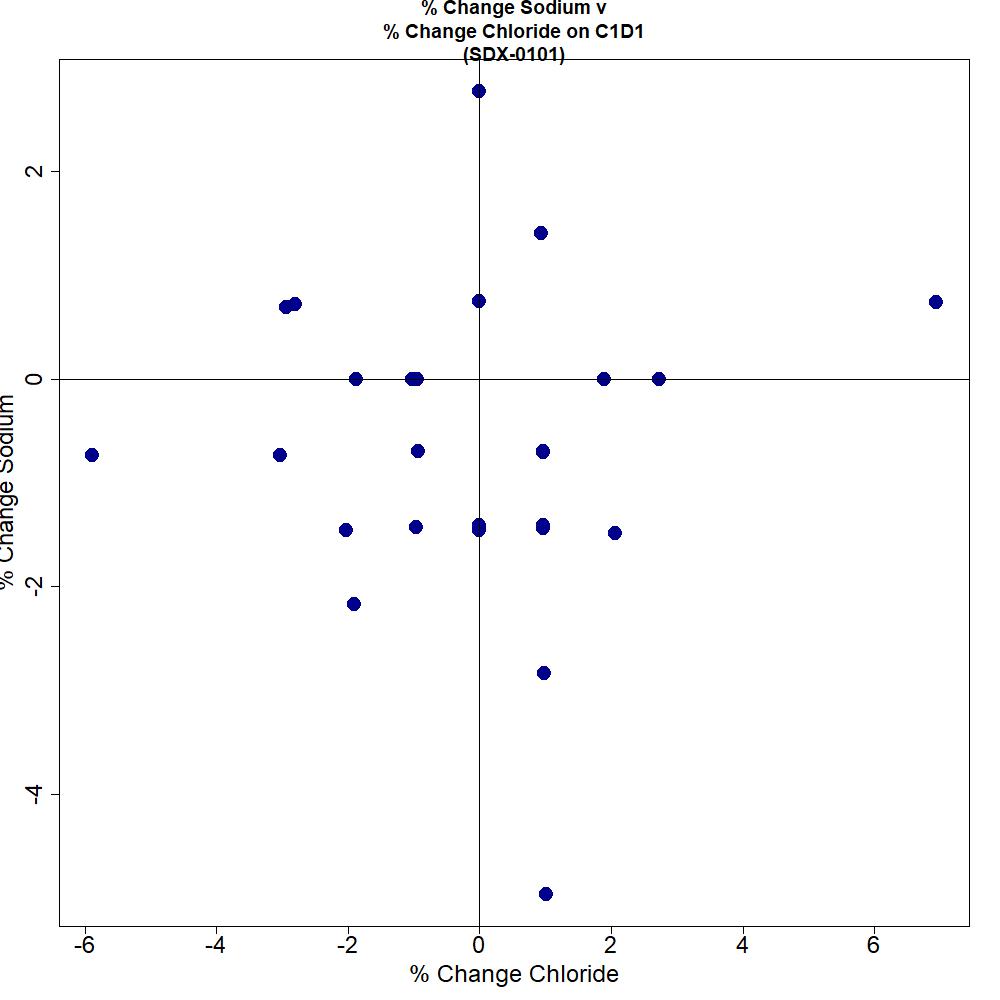 % Change Sodium v
% Change Chloride on C1D1
(SDX-0101)
% Change Sodium
2
0
-2
-4
-6
-4
-2
0
2
4
6
% Change Chloride